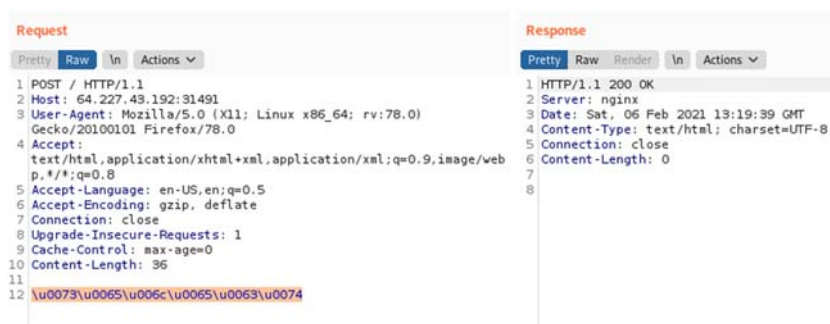 Request
Pretty Raw \n Actions
1 POST / HTTP/1.1
2 Host: 64.227.43.192:31491
3 User-Agent: Mozilla/5.0 (X11; Linux x86_64; rv:78.0)
Gecko/20100101 Firefox/78.0
4 Accept:
text/html,application/xhtml+xml,application/xml;q=0.9,image/web
p,*/*;q=0.8
5 Accept-Language: en-US,en;q=0.5
6 Accept-Encoding: gzip, deflate
7 Connection: close
8 Upgrade-Insecure-Requests: 1
9 Cache-Control: max-age=0
10 Content-Length: 36
11
12 \u0073\u0065\u006c\u0065\u0063\u0074
Response
Pretty Raw Render \n Actions
1 HTTP/1.1 200 OK
2 Server: nginx
3 Date: Sat, 06 Feb 2021 13:19:39 GMT
4 Content-Type: text/html; charset=UTF-8
5 Connection: close
6 Content-Length: 0
7
8